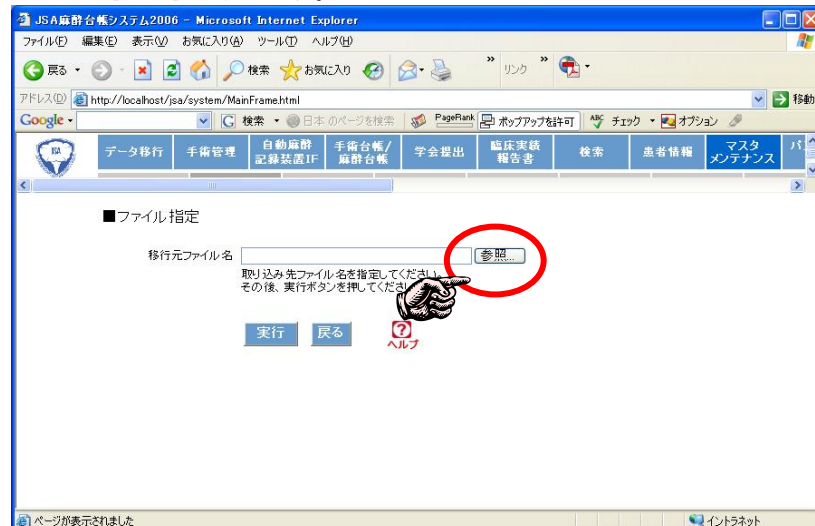 JSA麻酔台帳システム2006 - Microsoft Internet Explorer
ファイル(F) 編集(E) 表示(V) お気に入り(A) ツール(T) ヘルプ(H)
戻る 検索 お気に入り リンク
アドレス(D) http://localhost/jsa/system/MainFrame.html 移動
Google 検索 日本 のページを検索 PageRank ポップアップを許可 ABC チェック オプション
JSA データ移行 手術管理 自動麻酔 記録装置IF 手術台帳/ 麻酔台帳 学会提出 臨床実績 報告書 検索 患者情報 マスタ メンテナンス
■ファイル指定
移行元ファイル名 参照...
取り込み先ファイル名を指定してください。
その後、実行ボタンを押してくださ
実行 戻る ?
ヘルプ
ページが表示されました イントラネット